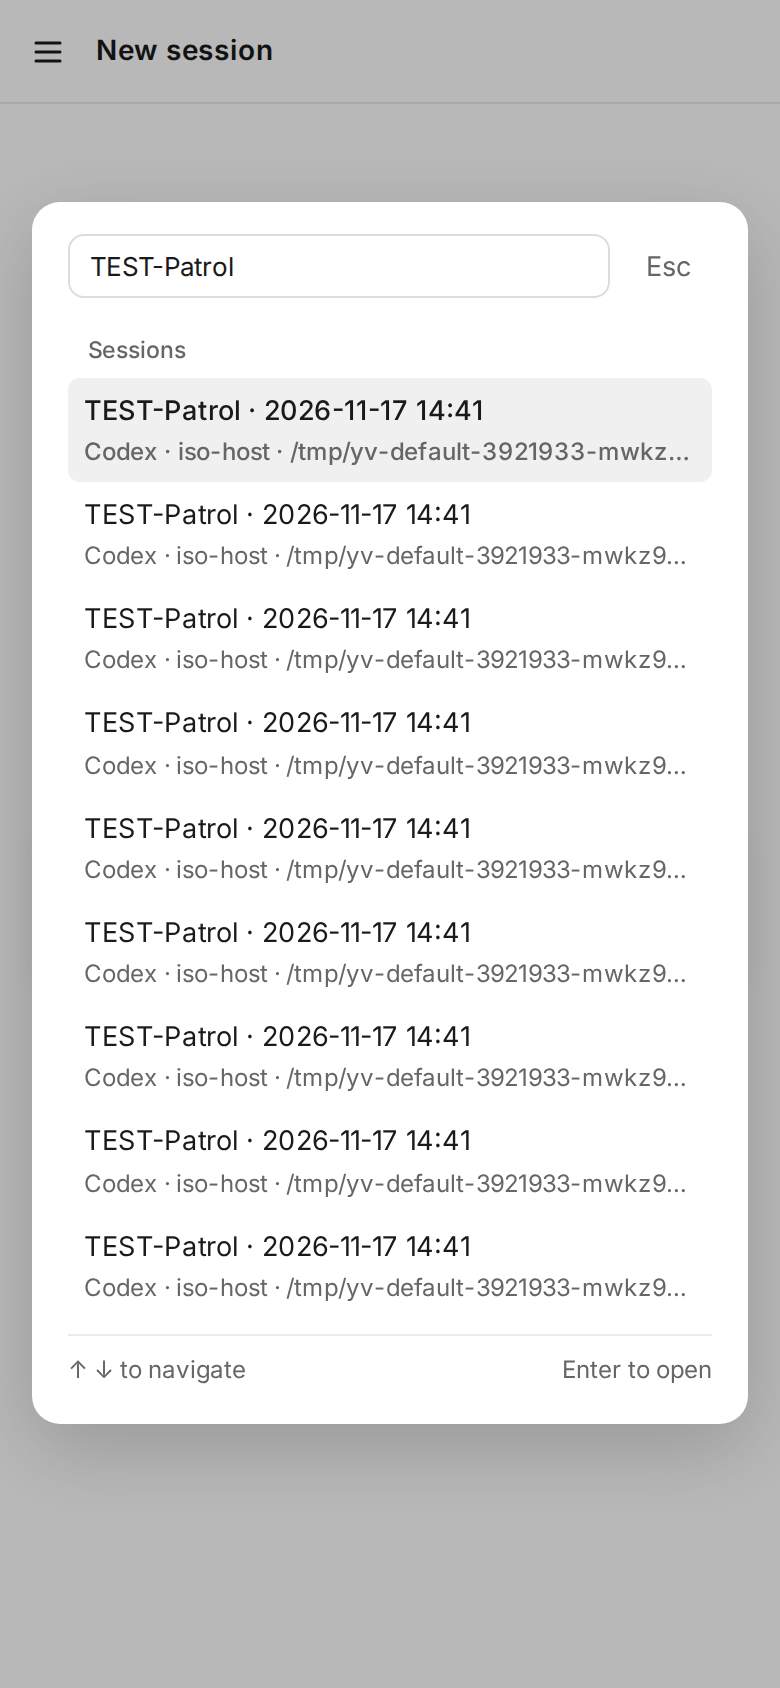 New session
TEST-Patrol
Esc
Sessions
TEST-Patrol · 2026-11-17 14:41
Codex · iso-host · /tmp/yv-default-3921933-mwkz...
TEST-Patrol · 2026-11-17 14:41
Codex · iso-host · /tmp/yv-default-3921933-mwkz9...
TEST-Patrol · 2026-11-17 14:41
Codex · iso-host · /tmp/yv-default-3921933-mwkz9...
TEST-Patrol · 2026-11-17 14:41
Codex · iso-host · /tmp/yv-default-3921933-mwkz9...
TEST-Patrol · 2026-11-17 14:41
Codex · iso-host · /tmp/yv-default-3921933-mwkz9...
TEST-Patrol · 2026-11-17 14:41
Codex · iso-host · /tmp/yv-default-3921933-mwkz9...
TEST-Patrol · 2026-11-17 14:41
Codex · iso-host · /tmp/yv-default-3921933-mwkz9...
TEST-Patrol · 2026-11-17 14:41
Codex · iso-host · /tmp/yv-default-3921933-mwkz9...
TEST-Patrol · 2026-11-17 14:41
Codex · iso-host · /tmp/yv-default-3921933-mwkz9...
↑ ↓ to navigate
Enter to open